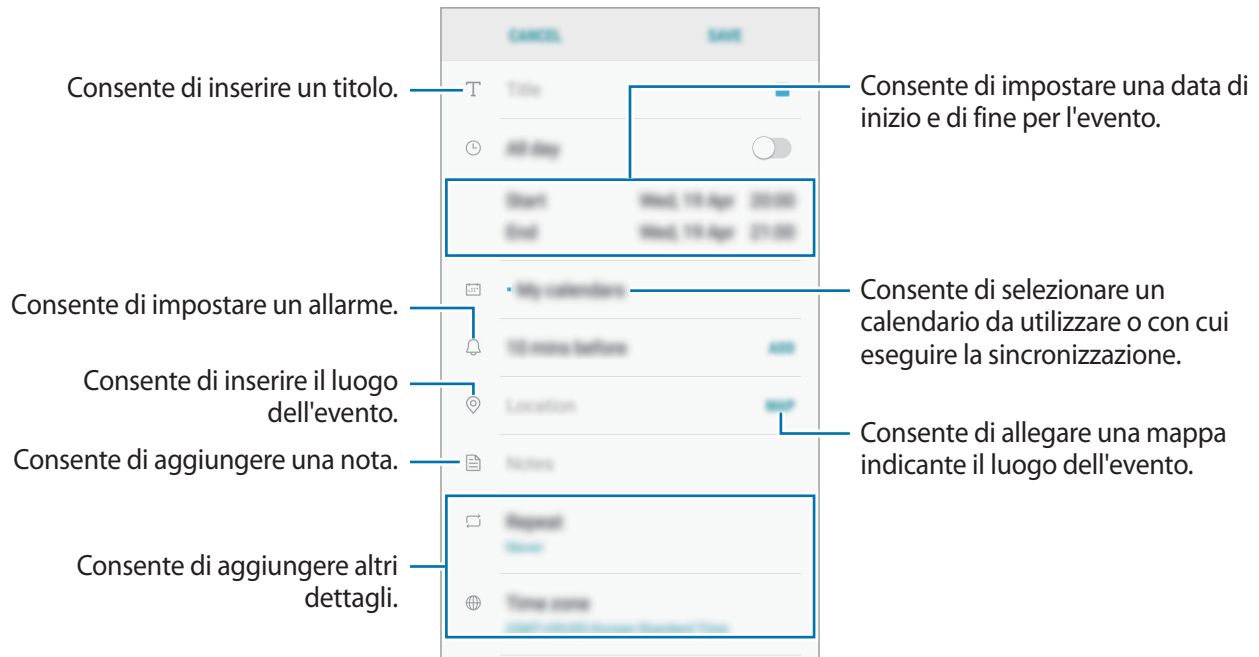 CANCEL
SAVE
Consente di inserire un titolo.
Title
Consente di impostare una data di
inizio e di fine per l'evento.
All day
Start Wed, 19 Apr 20:00
End Wed, 19 Apr 21:00
My calendars
Consente di selezionare un
calendario da utilizzare o con cui
eseguire la sincronizzazione.
Consente di impostare un allarme.
10 mins before
ADD
Consente di inserire il luogo
dell'evento.
Location
MAP
Consente di allegare una mappa
indicante il luogo dell'evento.
Consente di aggiungere una nota.
Notes
Repeat
Never
Consente di aggiungere altri
dettagli.
Time zone